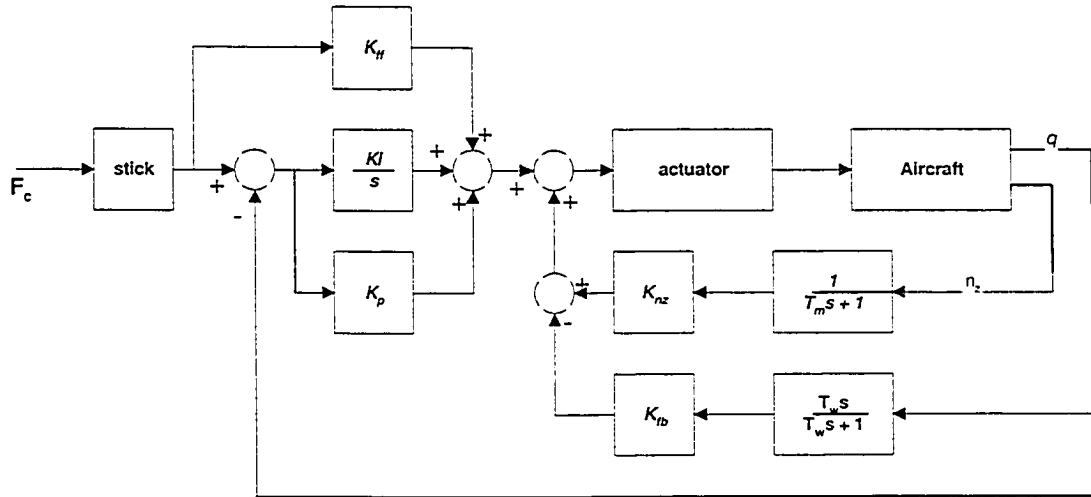 K_ff
+
stick
F_c
+
-
KI
s
+
+
+
K_p
+
+
actuator
Aircraft
q
n_z
+
-
K_nz
1
T_m s + 1
K_fb
T_w s
T_w s + 1